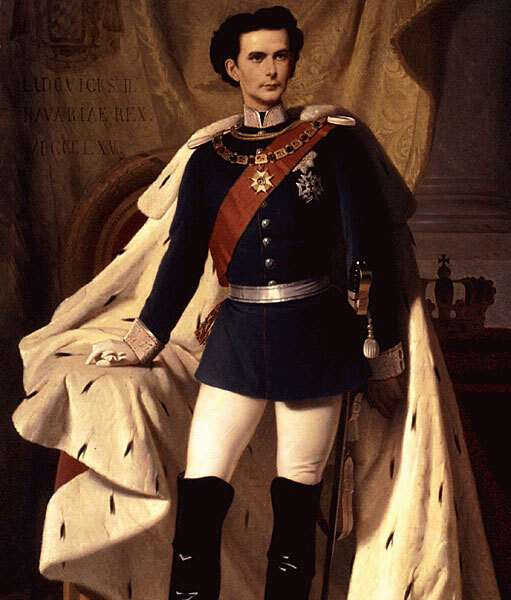 LUDOVICUS II.
BAVARIAE REX.
MDCCCLXV.